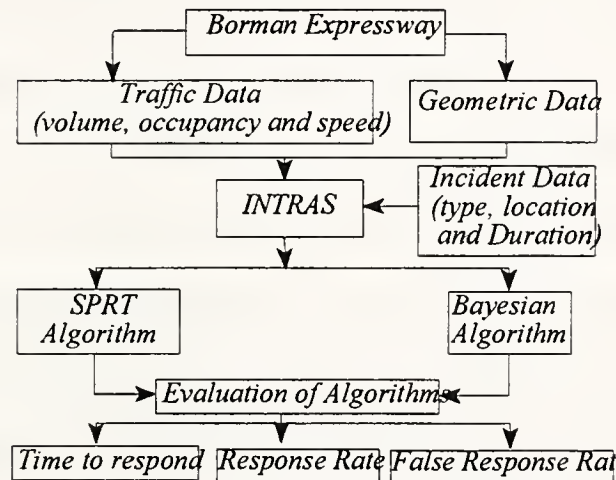 Borman Expressway
Traffic Data
(volume, occupancy and speed)
Geometric Data
INTRAS
Incident Data
(type, location
and Duration)
SPRT
Algorithm
Bayesian
Algorithm
Evaluation of Algorithms
Time to respond
Response Rate
False Response Rat